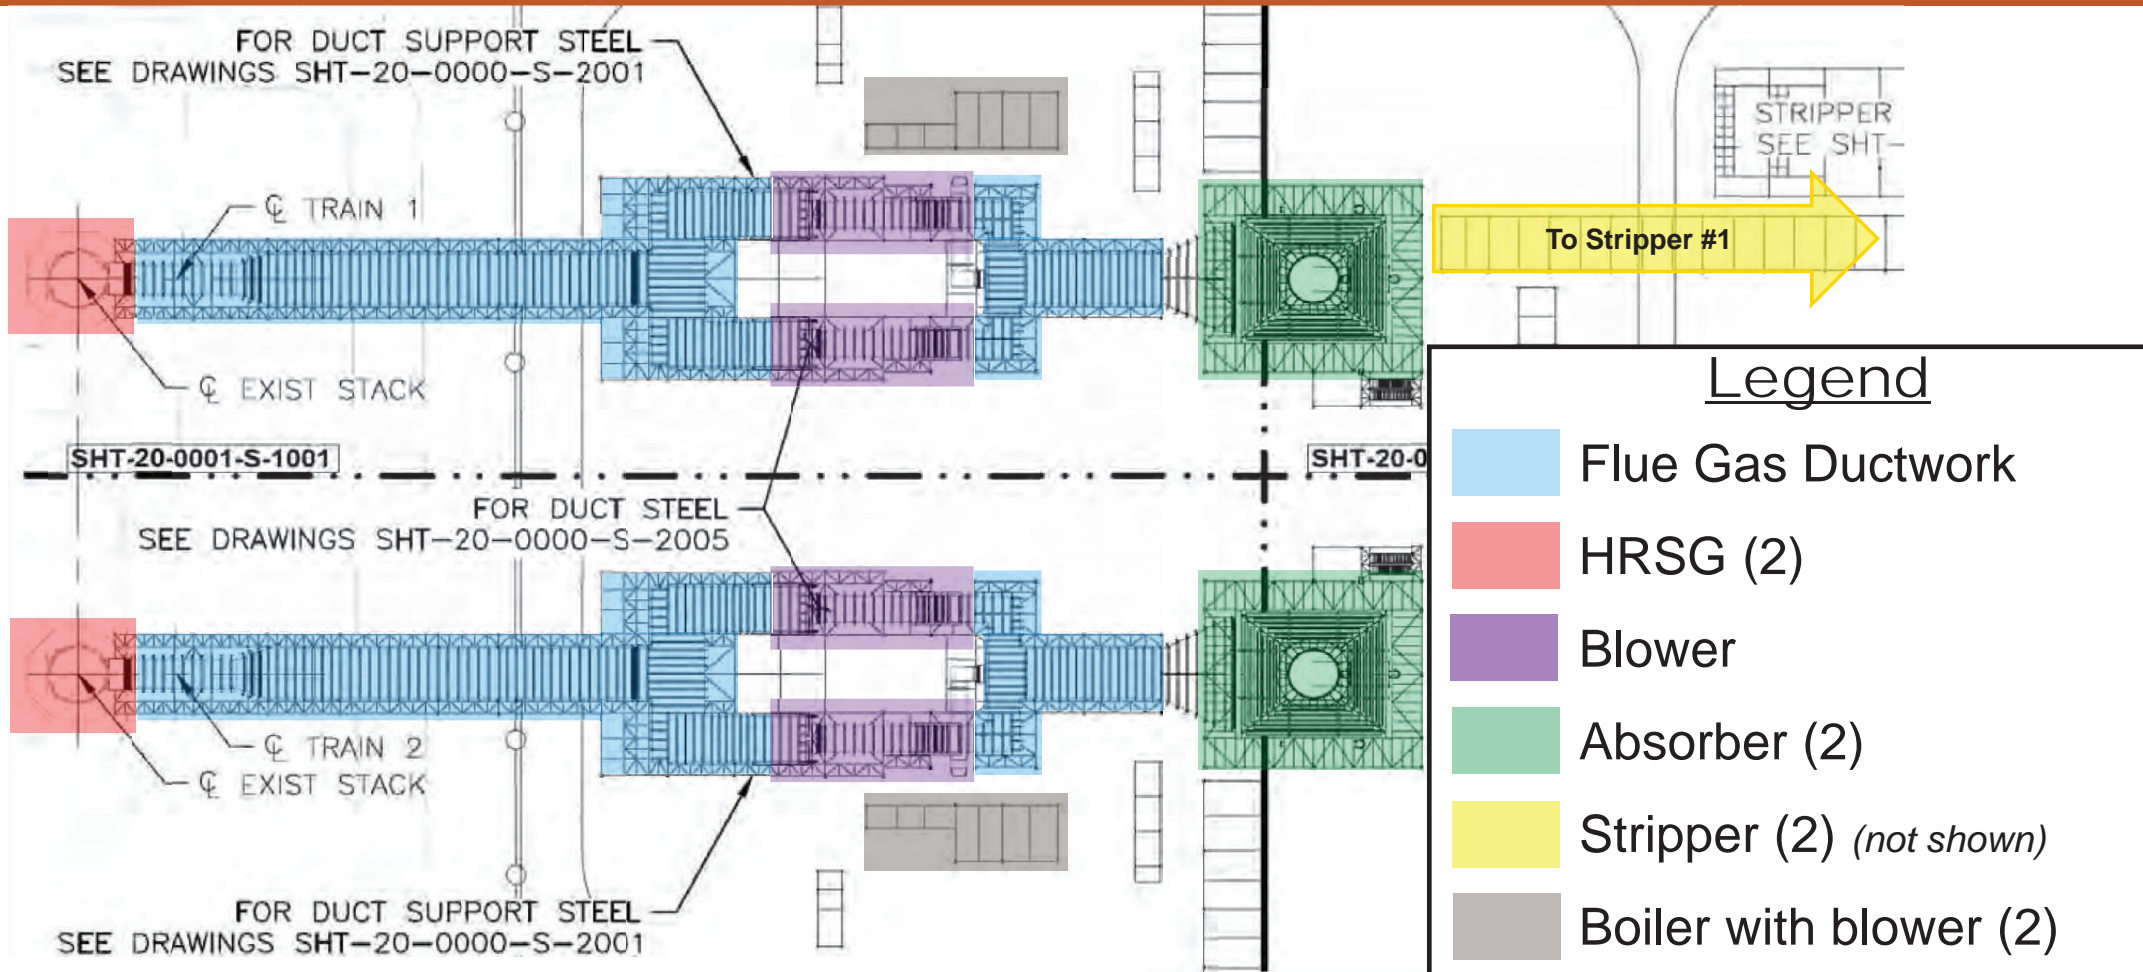 FOR DUCT SUPPORT STEEL
SEE DRAWINGS SHT-20-0000-S-2001
STRIPPER
SEE SHT-
℄ TRAIN 1
To Stripper #1
℄ EXIST STACK
SHT-20-0001-S-1001
SHT-20-0
FOR DUCT STEEL
SEE DRAWINGS SHT-20-0000-S-2005
℄ TRAIN 2
℄ EXIST STACK
FOR DUCT SUPPORT STEEL
SEE DRAWINGS SHT-20-0000-S-2001
Legend
Flue Gas Ductwork
HRSG (2)
Blower
Absorber (2)
Stripper (2) (not shown)
Boiler with blower (2)